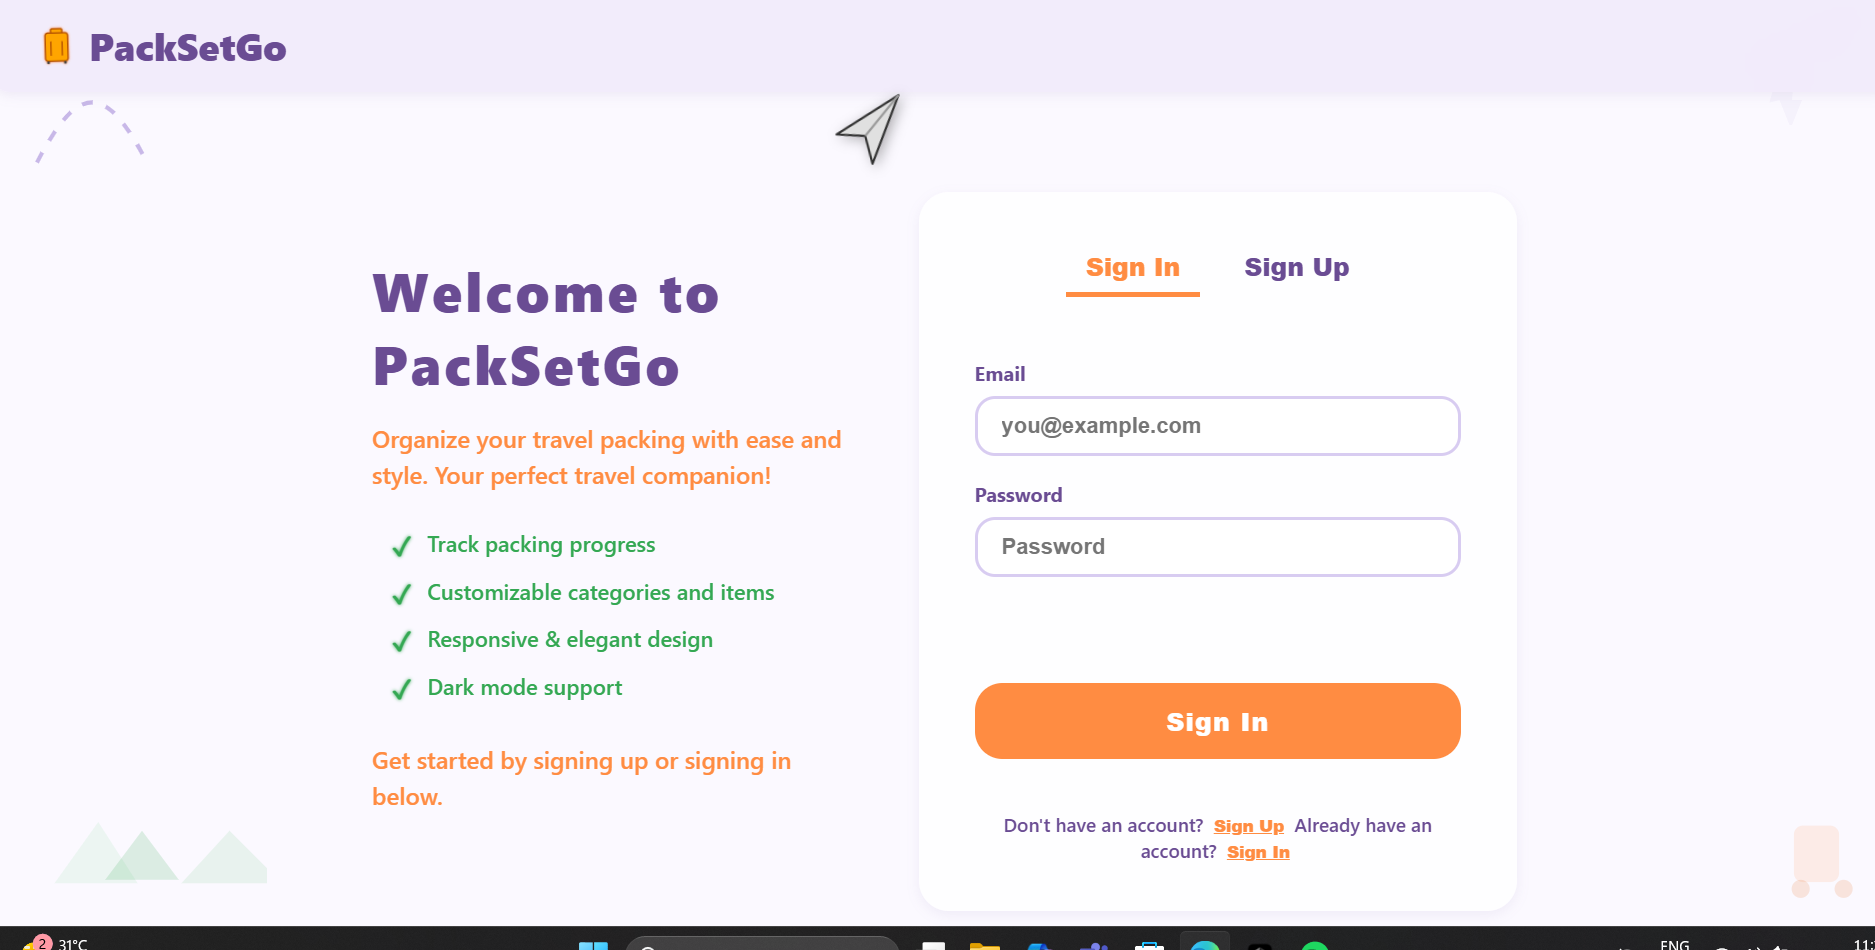 PackSetGo
Welcome to
PackSetGo
Organize your travel packing with ease and
style. Your perfect travel companion!
Track packing progress
Customizable categories and items
Responsive & elegant design
Dark mode support
Get started by signing up or signing in
below.
Sign In Sign Up
Email
you@example.com
Password
Password
Sign In
Don't have an account? Sign Up Already have an
account? Sign In
2 31°C
ENG